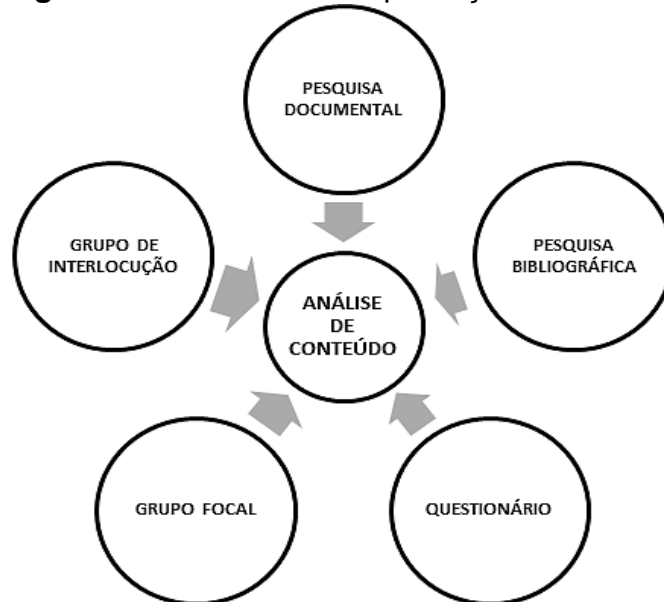 PESQUISA
DOCUMENTAL
GRUPO DE
INTERLOCUÇÃO
PESQUISA
BIBLIOGRÁFICA
ANÁLISE
DE
CONTEÚDO
GRUPO FOCAL
QUESTIONÁRIO